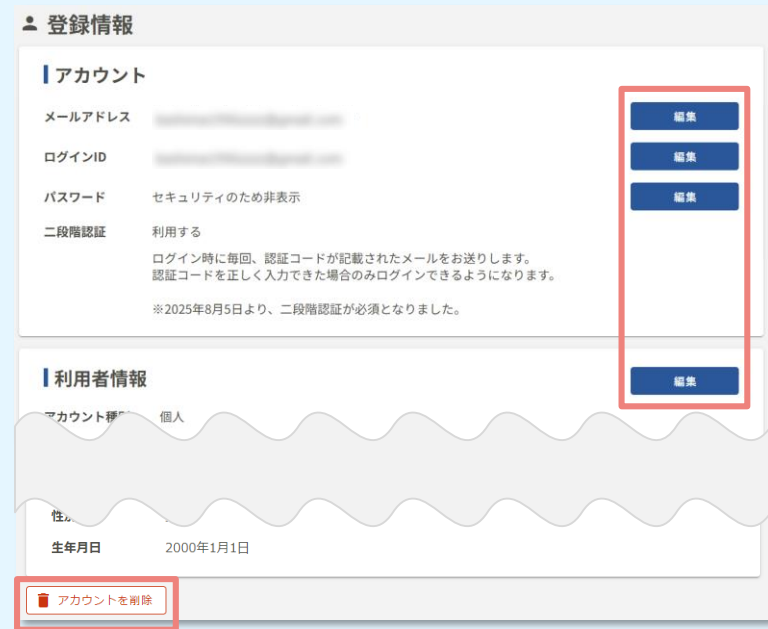 登録情報
アカウント
メールアドレス 編集
ログインID 編集
パスワード セキュリティのため非表示 編集
二段階認証 利用する
ログイン時に毎回、認証コードが記載されたメールをお送りします。
認証コードを正しく入力できた場合のみログインできるようになります。
※2025年8月5日より、二段階認証が必須となりました。
利用者情報 編集
アカウント種 個人
性
生年月日 2000年1月1日
アカウントを削除